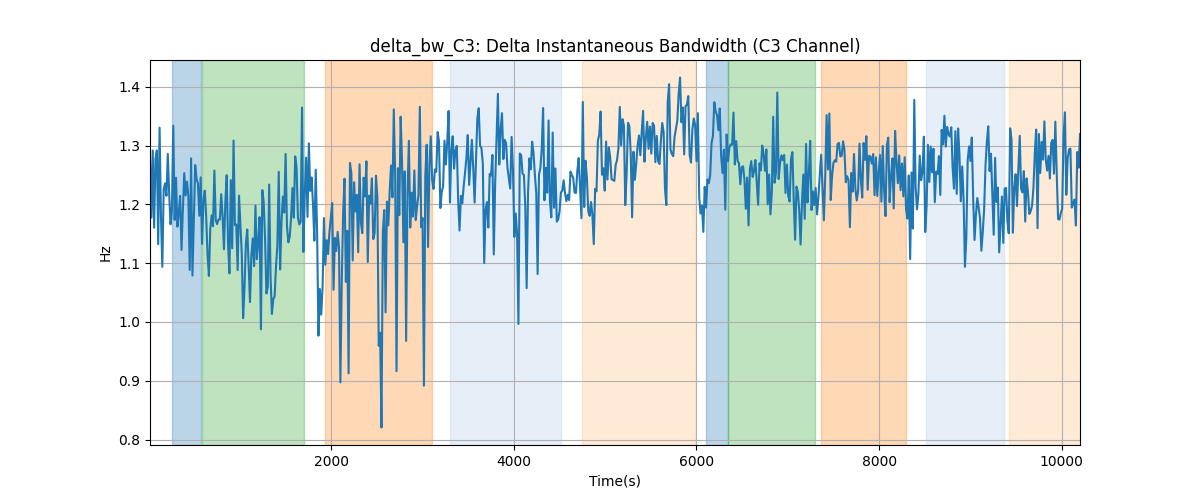 delta_bw_C3: Delta Instantaneous Bandwidth (C3 Channel)
1.4
1.3
1.2
1.1
1.0
0.9
0.8
Hz
2000 4000 6000 8000 10000
Time(s)